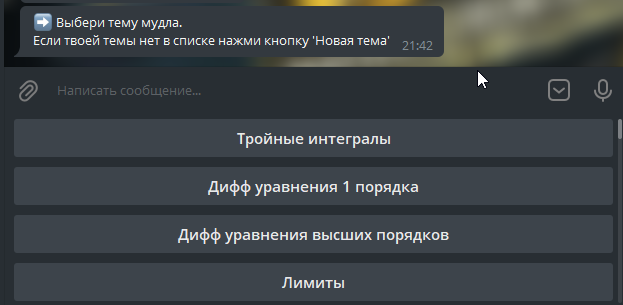 ➡️ Выбери тему мудла.
Если твоей темы нет в списке нажми кнопку 'Новая тема' 21:42
Написать сообщение...
Тройные интегралы
Дифф уравнения 1 порядка
Дифф уравнения высших порядков
Лимиты